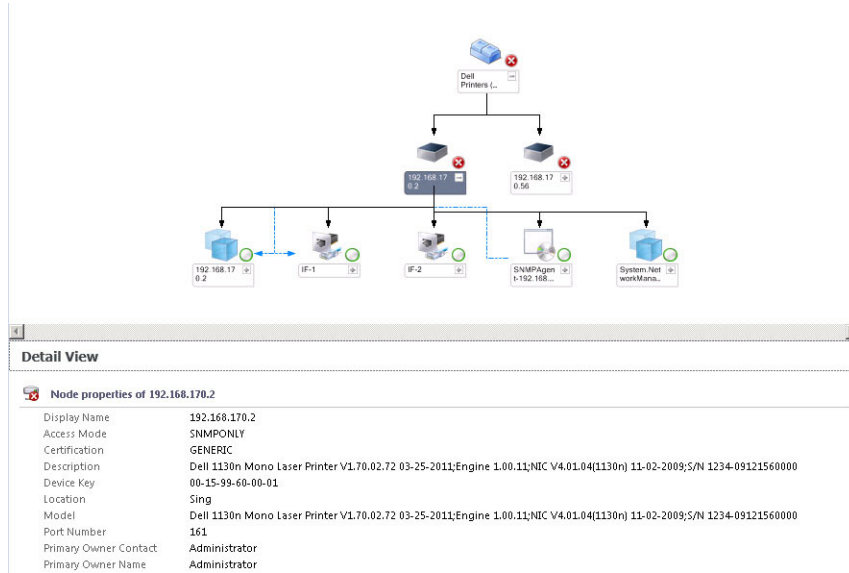 Dell
Printers (...
192.168.17
0.2
192.168.17
0.56
192.168.17
0.2
IF-1
IF-2
SNMPAgen
t-192.168...
System.Net
workMana...
Detail View
Node properties of 192.168.170.2
Display Name 192.168.170.2
Access Mode SNMPONLY
Certification GENERIC
Description Dell 1130n Mono Laser Printer V1.70.02.72 03-25-2011;Engine 1.00.11;NIC V4.01.04(1130n) 11-02-2009;S/N 1234-09121560000
Device Key 00-15-99-60-00-01
Location Sing
Model Dell 1130n Mono Laser Printer V1.70.02.72 03-25-2011;Engine 1.00.11;NIC V4.01.04(1130n) 11-02-2009;S/N 1234-09121560000
Port Number 161
Primary Owner Contact Administrator
Primary Owner Name Administrator